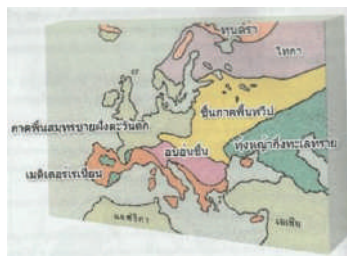 ทุนดรา
ไทกา
ชื้นภาคพื้นทวีป
ภาคพื้นสมุทรชายฝั่งตะวันตก
ทุ่งหญ้ากึ่งทะเลทราย
อบอุ่นชื้น
เมดิเตอร์เรเนียน
แอฟริกา
เอเชีย